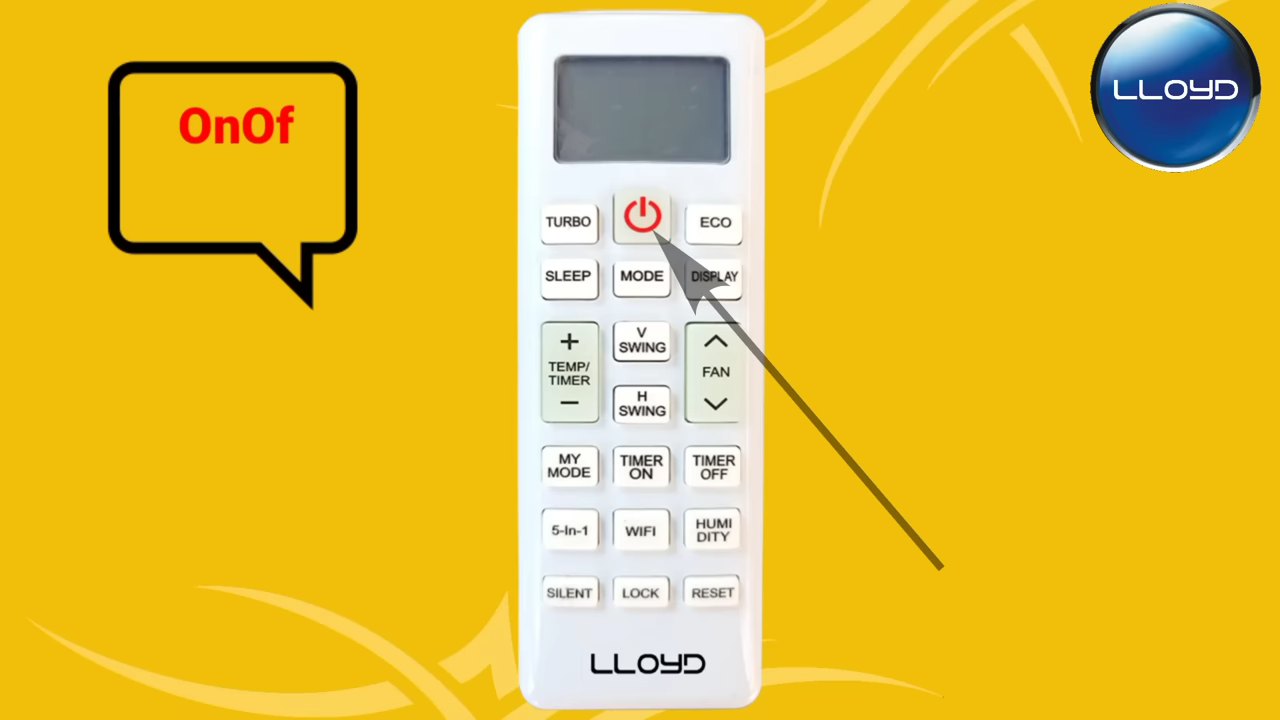 OnOf
LLOYD
TURBO
ECO
SLEEP
MODE
DISPLAY
+
TEMP/
TIMER
−
V
SWING
H
SWING
FAN
MY
MODE
TIMER
ON
TIMER
OFF
5-In-1
WIFI
HUMI
DITY
SILENT
LOCK
RESET
LLOYD